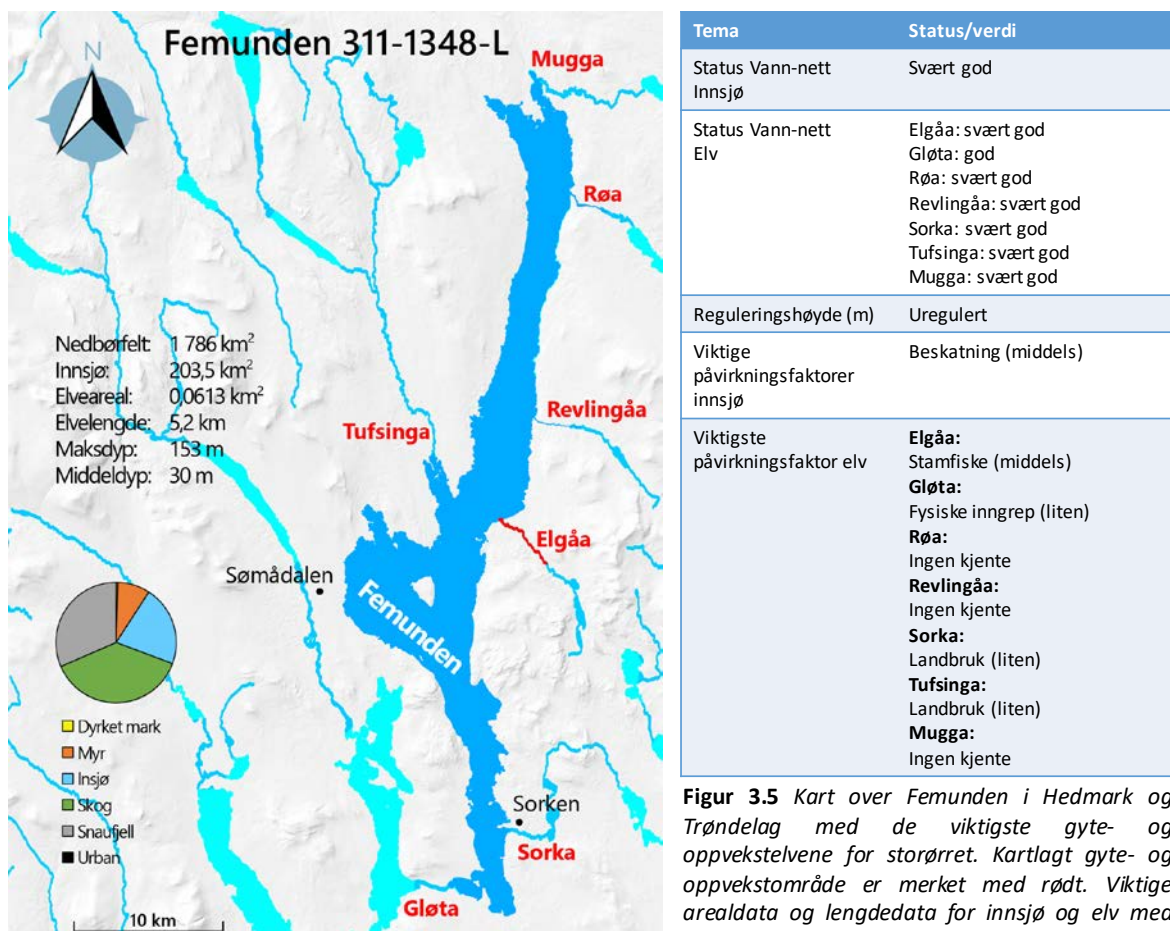 Femunden 311-1348-L
N
Mugga
Røa
Nedbørfelt: 1 786 km²
Innsjø: 203,5 km²
Elveareal: 0,0613 km²
Elvelengde: 5,2 km
Maksdyp: 153 m
Middeldyp: 30 m
Revlingåa
Tufsinga
Elgåa
Sømådalen
Femunden
Dyrket mark
Myr
Insjø
Skog
Snaufjell
Urban
Sorken
Sorka
Gløta
10 km
Tema Status/verdi
Status Vann-nett Svært god
Innsjø
Status Vann-nett Elgåa: svært god
Elv Gløta: god
Røa: svært god
Revlingåa: svært god
Sorka: svært god
Tufsinga: svært god
Mugga: svært god
Reguleringshøyde (m) Uregulert
Viktige Beskatning (middels)
påvirkningsfaktorer
innsjø
Viktigste Elgåa:
påvirkningsfaktor elv Stamfiske (middels)
Gløta:
Fysiske inngrep (liten)
Røa:
Ingen kjente
Revlingåa:
Ingen kjente
Sorka:
Landbruk (liten)
Tufsinga:
Landbruk (liten)
Mugga:
Ingen kjente
Figur 3.5 Kart over Femunden i Hedmark og
Trøndelag med de viktigste gyte- og
oppvekstelvene for storørret. Kartlagt gyte- og
oppvekstområde er merket med rødt. Viktige
arealdata og lengdedata for innsjø og elv med